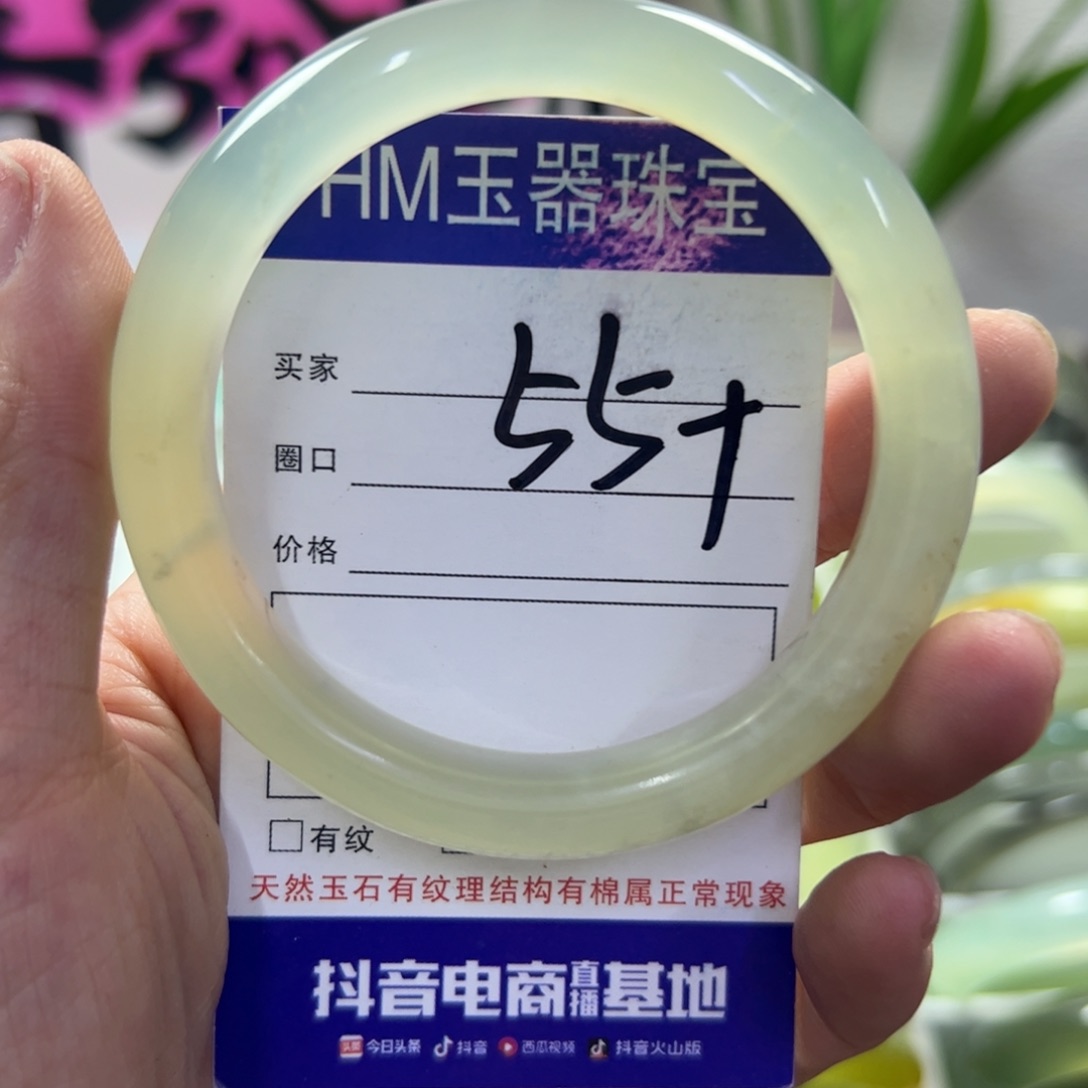 HM玉器珠宝
买家
55+
圈口
价格
有纹
天然玉石有纹理结构有棉属正常现象
抖音电商直播基地
头条 今日头条 抖音 西瓜视频 抖音火山版